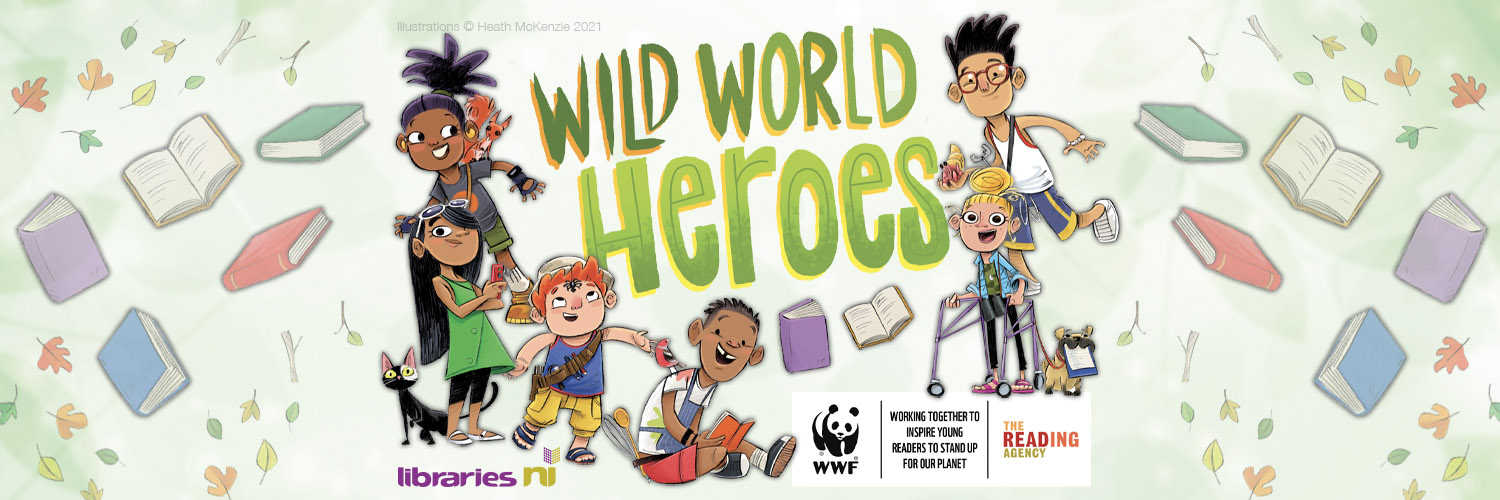 Illustrations © Heath McKenzie 2021
WILD WORLD
Heroes
libraries ni
WWF
WORKING TOGETHER TO
INSPIRE YOUNG
READERS TO STAND UP
FOR OUR PLANET
THE
READING
AGENCY